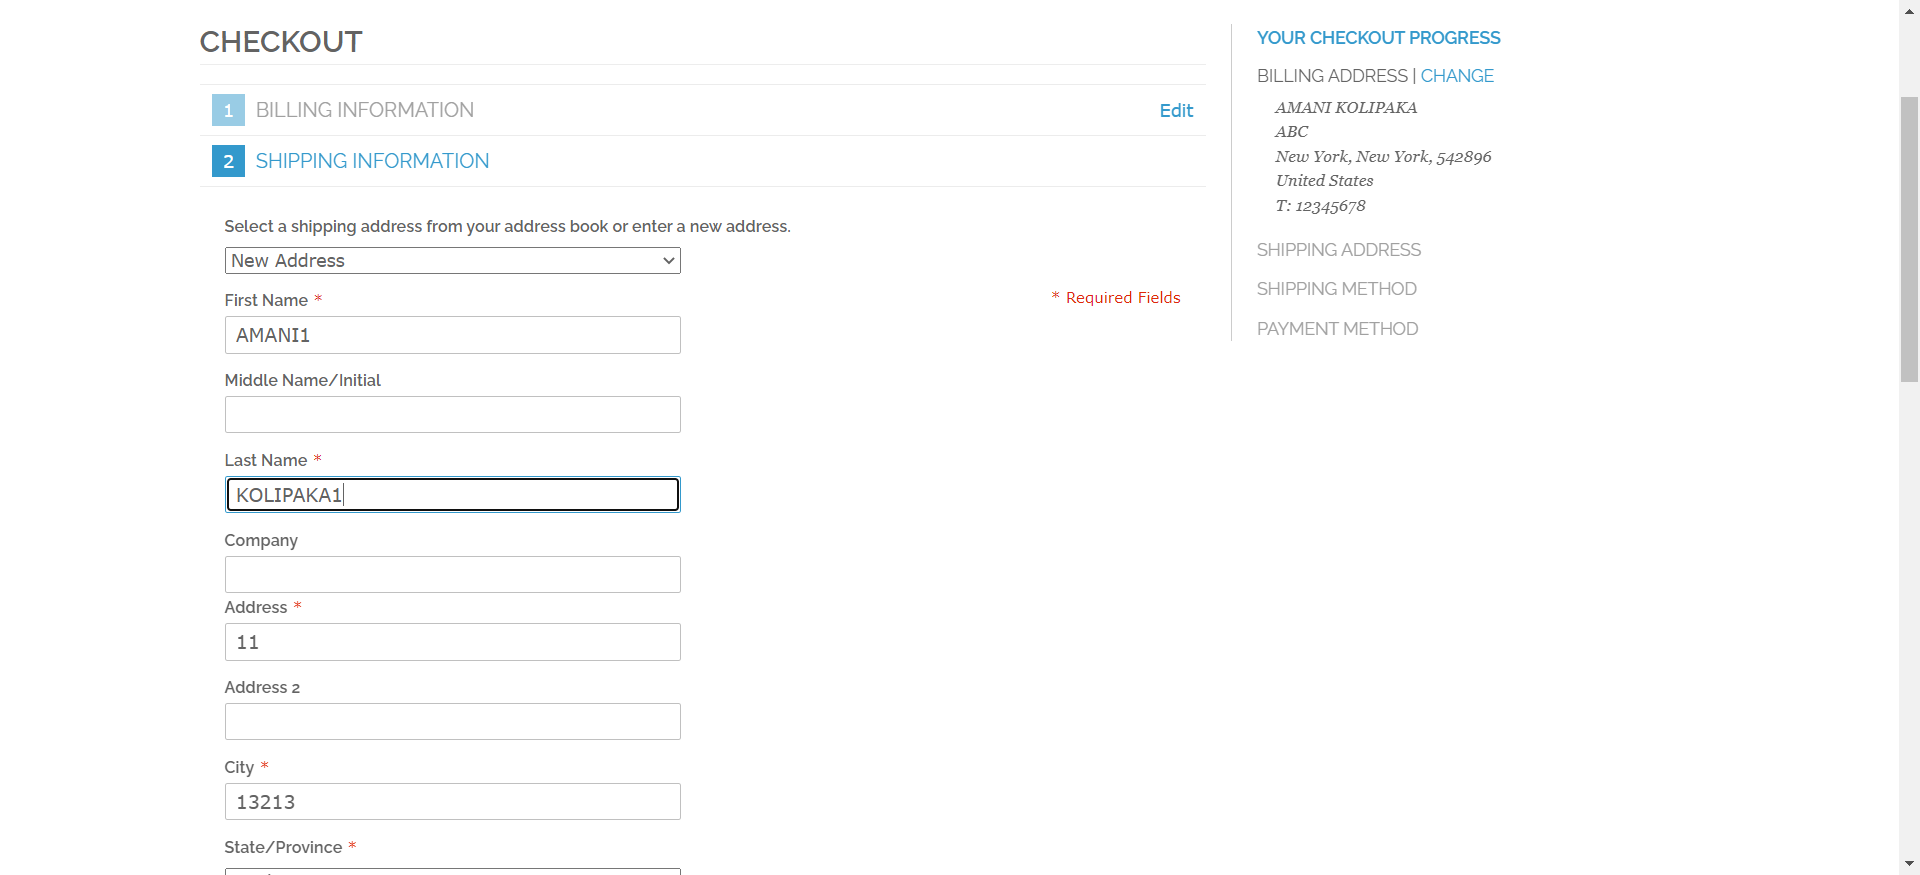 CHECKOUT
1 BILLING INFORMATION Edit
2 SHIPPING INFORMATION
Select a shipping address from your address book or enter a new address.
New Address
First Name *
* Required Fields
AMANI1
Middle Name/Initial
Last Name *
KOLIPAKA1
Company
Address *
11
Address 2
City *
13213
State/Province *
YOUR CHECKOUT PROGRESS
BILLING ADDRESS | CHANGE
AMANI KOLIPAKA
ABC
New York, New York, 542896
United States
T: 12345678
SHIPPING ADDRESS
SHIPPING METHOD
PAYMENT METHOD